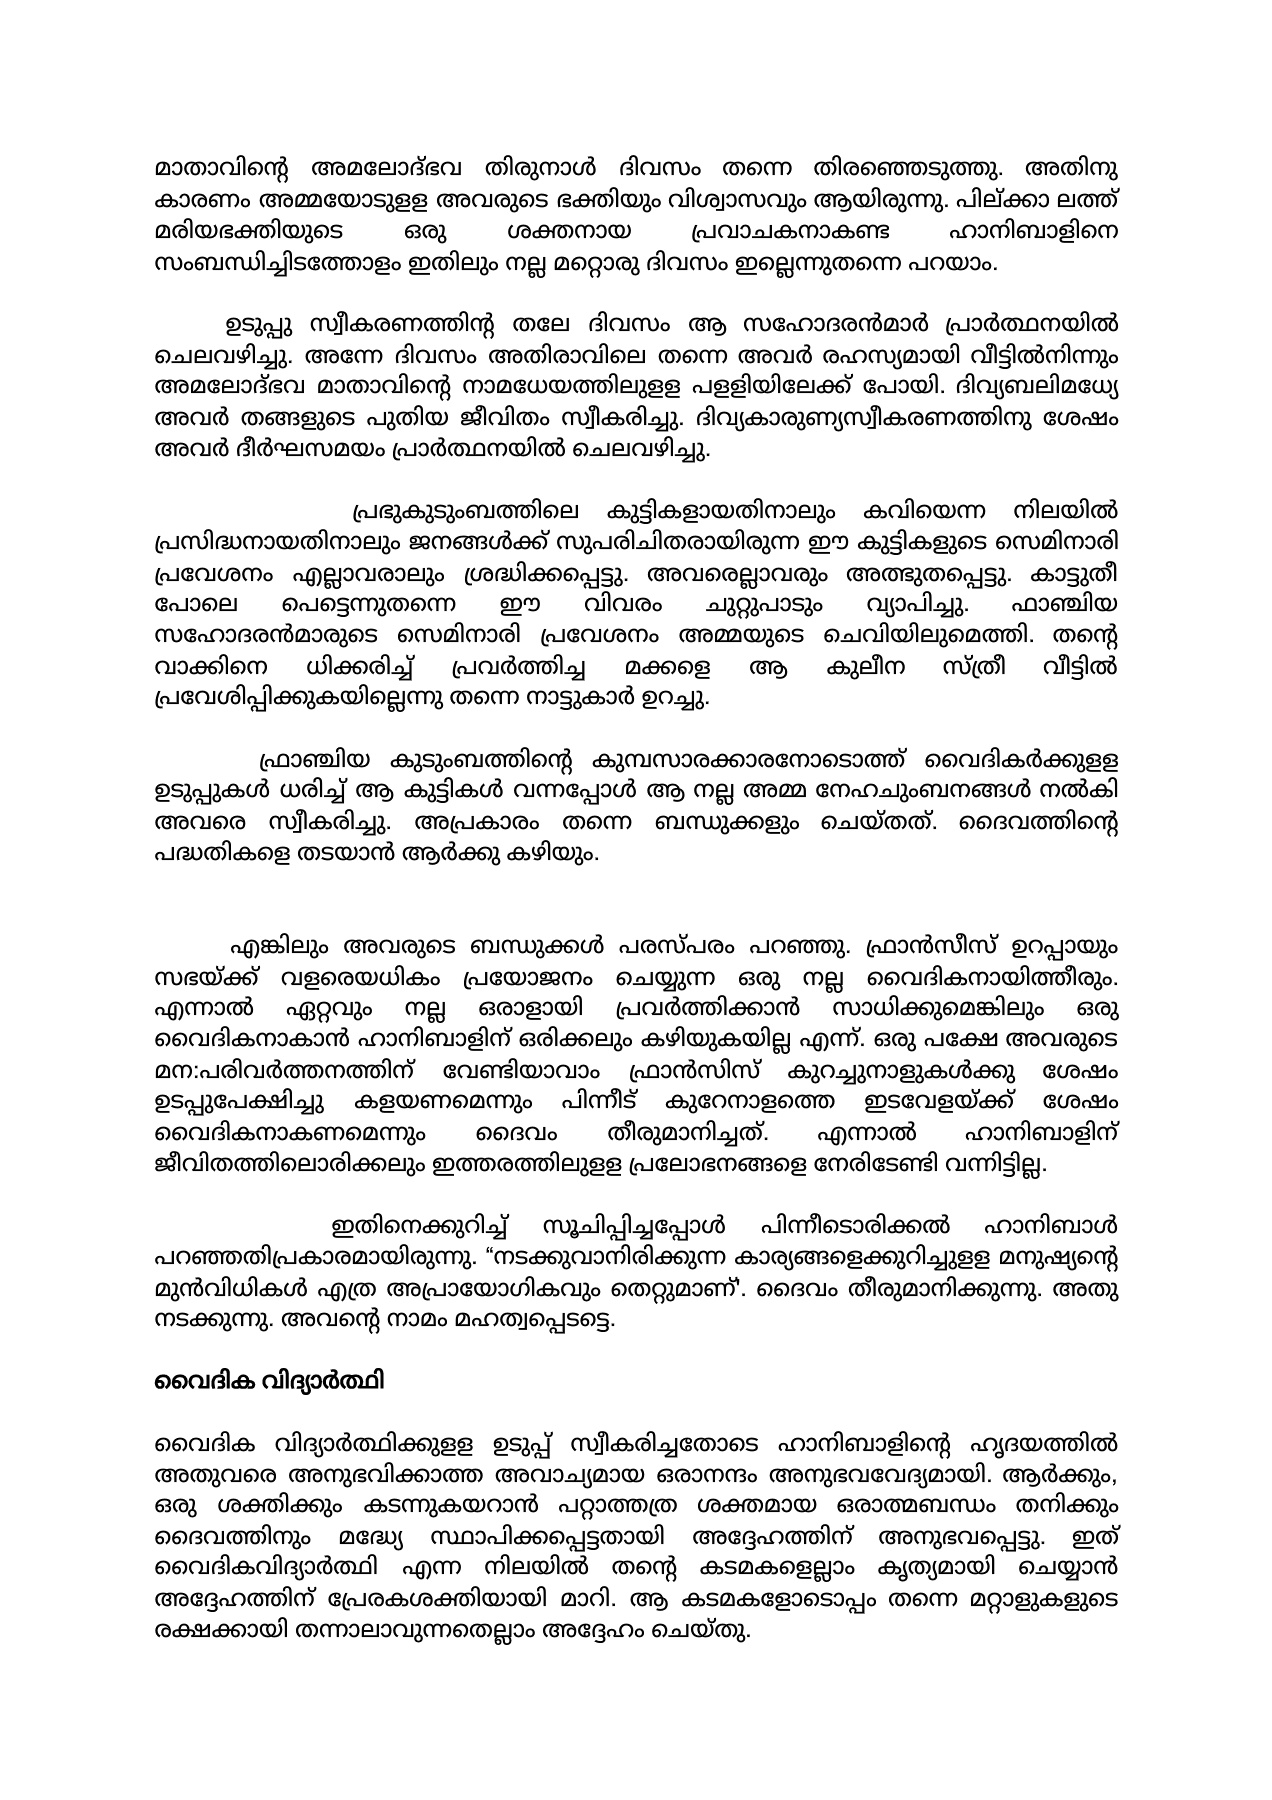 മാതാവിന്റെ അമലോദ്ഭവ തിരുനാൾ ദിവസം തന്നെ തിരഞ്ഞെടുത്തു. അതിനു
കാരണം അമ്മയോടുളള അവരുടെ ഭക്തിയും വിശ്വാസവും ആയിരുന്നു. പില്ക്കാ ലത്ത്
മരിയഭക്തിയുടെ ഒരു ശക്തനായ പ്രവാചകനാകണ്ട ഹാനിബാളിനെ
സംബന്ധിച്ചിടത്തോളം ഇതിലും നല്ല മറ്റൊരു ദിവസം ഇല്ലെന്നുതന്നെ പറയാം.
ഉടുപ്പു സ്വീകരണത്തിന്റ തലേ ദിവസം ആ സഹോദരൻമാർ പ്രാർത്ഥനയിൽ
ചെലവഴിച്ചു. അന്നേ ദിവസം അതിരാവിലെ തന്നെ അവർ രഹസ്യമായി വീട്ടിൽനിന്നും
അമലോദ്ഭവ മാതാവിന്റെ നാമധേയത്തിലുളള പളളിയിലേക്ക് പോയി. ദിവ്യബലിമധ്യേ
അവർ തങ്ങളുടെ പുതിയ ജീവിതം സ്വീകരിച്ചു. ദിവ്യകാരുണ്യസ്വീകരണത്തിനു ശേഷം
അവർ ദീർഘസമയം പ്രാർത്ഥനയിൽ ചെലവഴിച്ചു.
പ്രഭുകുടുംബത്തിലെ കുട്ടികളായതിനാലും കവിയെന്ന നിലയിൽ
പ്രസിദ്ധനായതിനാലും ജനങ്ങൾക്ക് സുപരിചിതരായിരുന്ന ഈ കുട്ടികളുടെ സെമിനാരി
പ്രവേശനം എല്ലാവരാലും ശ്രദ്ധിക്കപ്പെട്ടു. അവരെല്ലാവരും അത്ഭുതപ്പെട്ടു. കാട്ടുതീ
പോലെ പെട്ടെന്നുതന്നെ ഈ വിവരം ചുറ്റുപാടും വ്യാപിച്ചു. ഫാഞ്ചിയ
സഹോദരൻമാരുടെ സെമിനാരി പ്രവേശനം അമ്മയുടെ ചെവിയിലുമെത്തി. തന്റെ
വാക്കിനെ ധിക്കരിച്ച് പ്രവർത്തിച്ച മക്കളെ ആ കുലീന സ്ത്രീ വീട്ടിൽ
പ്രവേശിപ്പിക്കുകയില്ലെന്നു തന്നെ നാട്ടുകാർ ഉറച്ചു.
ഫ്രാഞ്ചിയ കുടുംബത്തിന്റെ കുമ്പസാരക്കാരനോടൊത്ത് വൈദികർക്കുളള
ഉടുപ്പുകൾ ധരിച്ച് ആ കുട്ടികൾ വന്നപ്പോൾ ആ നല്ല അമ്മ നേഹചുംബനങ്ങൾ നൽകി
അവരെ സ്വീകരിച്ചു. അപ്രകാരം തന്നെ ബന്ധുക്കളും ചെയ്തത്. ദൈവത്തിന്റെ
പദ്ധതികളെ തടയാൻ ആർക്കു കഴിയും.
എങ്കിലും അവരുടെ ബന്ധുക്കൾ പരസ്പരം പറഞ്ഞു. ഫ്രാൻസീസ് ഉറപ്പായും
സഭയ്ക്ക് വളരെയധികം പ്രയോജനം ചെയ്യുന്ന ഒരു നല്ല വൈദികനായിത്തീരും.
എന്നാൽ ഏറ്റവും നല്ല ഒരാളായി പ്രവർത്തിക്കാൻ സാധിക്കുമെങ്കിലും ഒരു
വൈദികനാകാൻ ഹാനിബാളിന് ഒരിക്കലും കഴിയുകയില്ല എന്ന്. ഒരു പക്ഷേ അവരുടെ
മന:പരിവർത്തനത്തിന് വേണ്ടിയാവാം ഫ്രാൻസിസ് കുറച്ചുനാളുകൾക്കു ശേഷം
ഉടപ്പുപേക്ഷിച്ചു കളയണമെന്നും പിന്നീട് കുറേനാളത്തെ ഇടവേളയ്ക്ക് ശേഷം
വൈദികനാകണമെന്നും ദൈവം തീരുമാനിച്ചത്. എന്നാൽ ഹാനിബാളിന്
ജീവിതത്തിലൊരിക്കലും ഇത്തരത്തിലുളള പ്രലോഭനങ്ങളെ നേരിടേണ്ടി വന്നിട്ടില്ല.
ഇതിനെക്കുറിച്ച് സൂചിപ്പിച്ചപ്പോൾ പിന്നീടൊരിക്കൽ ഹാനിബാൾ
പറഞ്ഞതിപ്രകാരമായിരുന്നു. “നടക്കുവാനിരിക്കുന്ന കാര്യങ്ങളെക്കുറിച്ചുളള മനുഷ്യന്റെ
മുൻവിധികൾ എത്ര അപ്രായോഗികവും തെറ്റുമാണ്'. ദൈവം തീരുമാനിക്കുന്നു. അതു
നടക്കുന്നു. അവന്റെ നാമം മഹത്വപ്പെടട്ടെ.
വൈദിക വിദ്യാർത്ഥി
വൈദിക വിദ്യാർത്ഥിക്കുളള ഉടുപ്പ് സ്വീകരിച്ചതോടെ ഹാനിബാളിന്റെ ഹൃദയത്തിൽ
അതുവരെ അനുഭവിക്കാത്ത അവാച്യമായ ഒരാനന്ദം അനുഭവവേദ്യമായി. ആർക്കും,
ഒരു ശക്തിക്കും കടന്നുകയറാൻ പറ്റാത്തത്ര ശക്തമായ ഒരാത്മബന്ധം തനിക്കും
ദൈവത്തിനും മദ്ധ്യേ സ്ഥാപിക്കപ്പെട്ടതായി അദ്ദേഹത്തിന് അനുഭവപ്പെട്ടു. ഇത്
വൈദികവിദ്യാർത്ഥി എന്ന നിലയിൽ തന്റെ കടമകളെല്ലാം കൃത്യമായി ചെയ്യാൻ
അദ്ദേഹത്തിന് പ്രേരകശക്തിയായി മാറി. ആ കടമകളോടൊപ്പം തന്നെ മറ്റാളുകളുടെ
രക്ഷക്കായി തന്നാലാവുന്നതെല്ലാം അദ്ദേഹം ചെയ്തു.